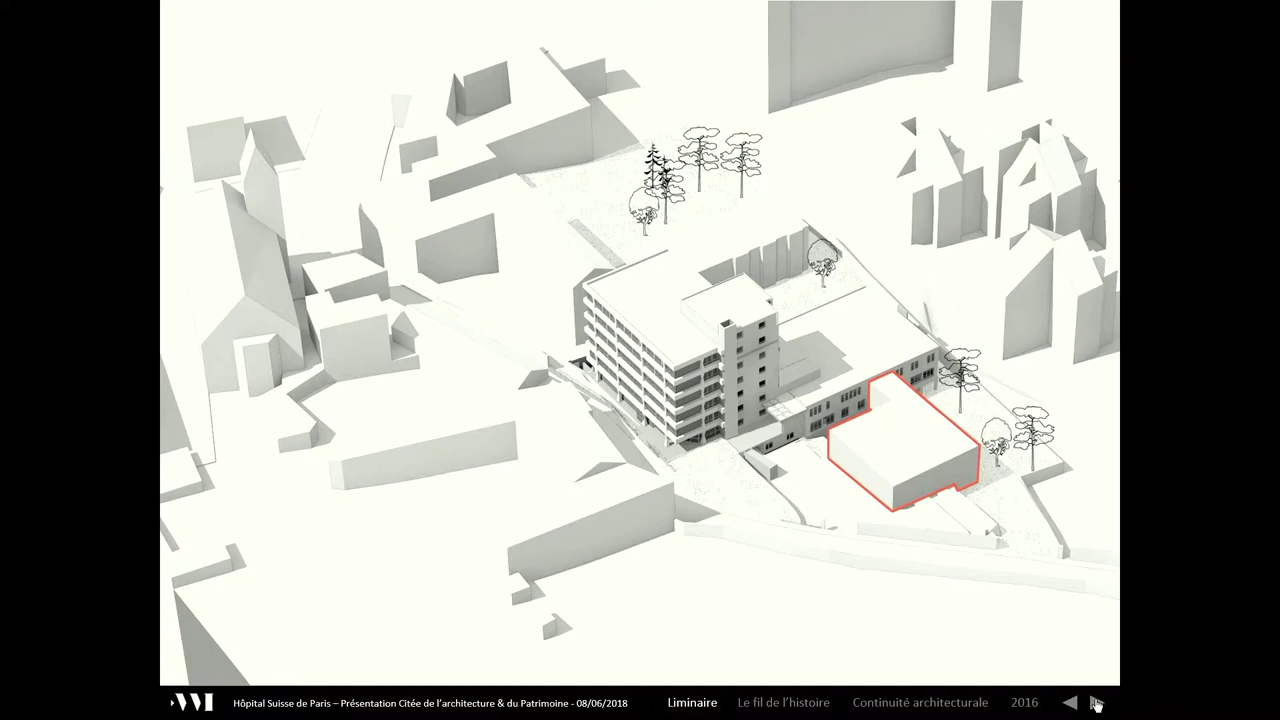 Hôpital Suisse de Paris – Présentation Citée de l'architecture & du Patrimoine - 08/06/2018 Liminaire Le fil de l'histoire Continuité architecturale 2016